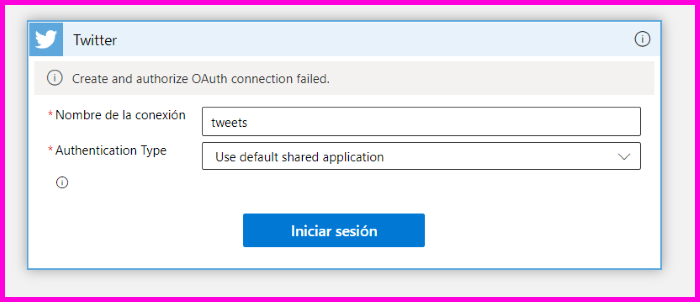 Twitter
Create and authorize OAuth connection failed.
* Nombre de la conexión
tweets
* Authentication Type
Use default shared application
Iniciar sesión